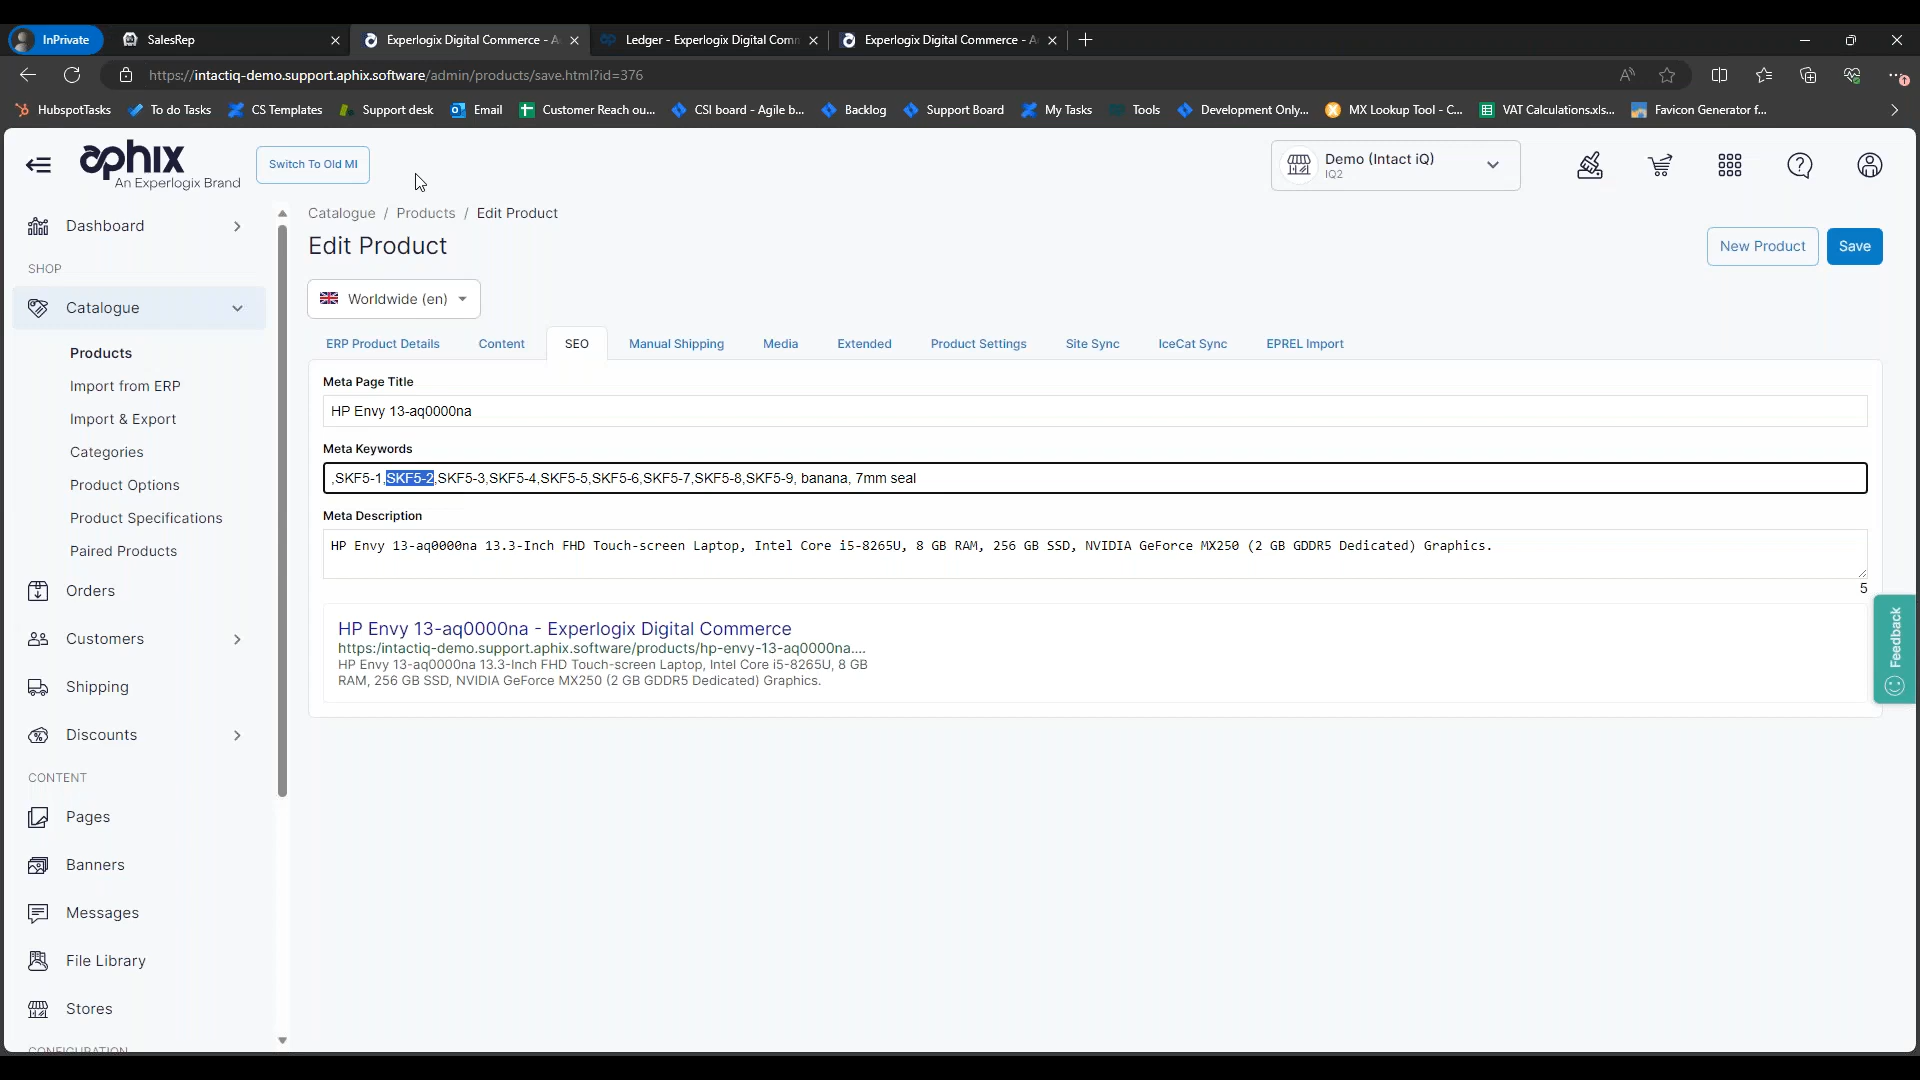 InPrivate
SalesRep
Experlogix Digital Commerce - A
Ledger - Experlogix Digital Com
Experlogix Digital Commerce - A
https://intactiq-demo.support.aphix.software/admin/products/save.html?id=376
HubspotTasks
To do Tasks
CS Templates
Support desk
Email
Customer Reach ou...
CSI board - Agile b...
Backlog
Support Board
My Tasks
Tools
Development Only...
MX Lookup Tool - C...
VAT Calculations.xls...
Favicon Generator f...
aphix
An Experlogix Brand
Switch To Old MI
Demo (Intact iQ)
IQ2
Dashboard
SHOP
Catalogue
Products
Import from ERP
Import & Export
Categories
Product Options
Product Specifications
Paired Products
Orders
Customers
Shipping
Discounts
CONTENT
Pages
Banners
Messages
File Library
Stores
CONFIGURATION
Catalogue / Products / Edit Product
Edit Product
New Product
Save
Worldwide (en)
ERP Product Details
Content
SEO
Manual Shipping
Media
Extended
Product Settings
Site Sync
IceCat Sync
EPREL Import
Meta Page Title
HP Envy 13-aq0000na
Meta Keywords
,SKF5-1,SKF5-2,SKF5-3,SKF5-4,SKF5-5,SKF5-6,SKF5-7,SKF5-8,SKF5-9, banana, 7mm seal
Meta Description
HP Envy 13-aq0000na 13.3-Inch FHD Touch-screen Laptop, Intel Core i5-8265U, 8 GB RAM, 256 GB SSD, NVIDIA GeForce MX250 (2 GB GDDR5 Dedicated) Graphics.
5
HP Envy 13-aq0000na - Experlogix Digital Commerce
https:/intactiq-demo.support.aphix.software/products/hp-envy-13-aq0000na....
HP Envy 13-aq0000na 13.3-Inch FHD Touch-screen Laptop, Intel Core i5-8265U, 8 GB
RAM, 256 GB SSD, NVIDIA GeForce MX250 (2 GB GDDR5 Dedicated) Graphics.
Feedback